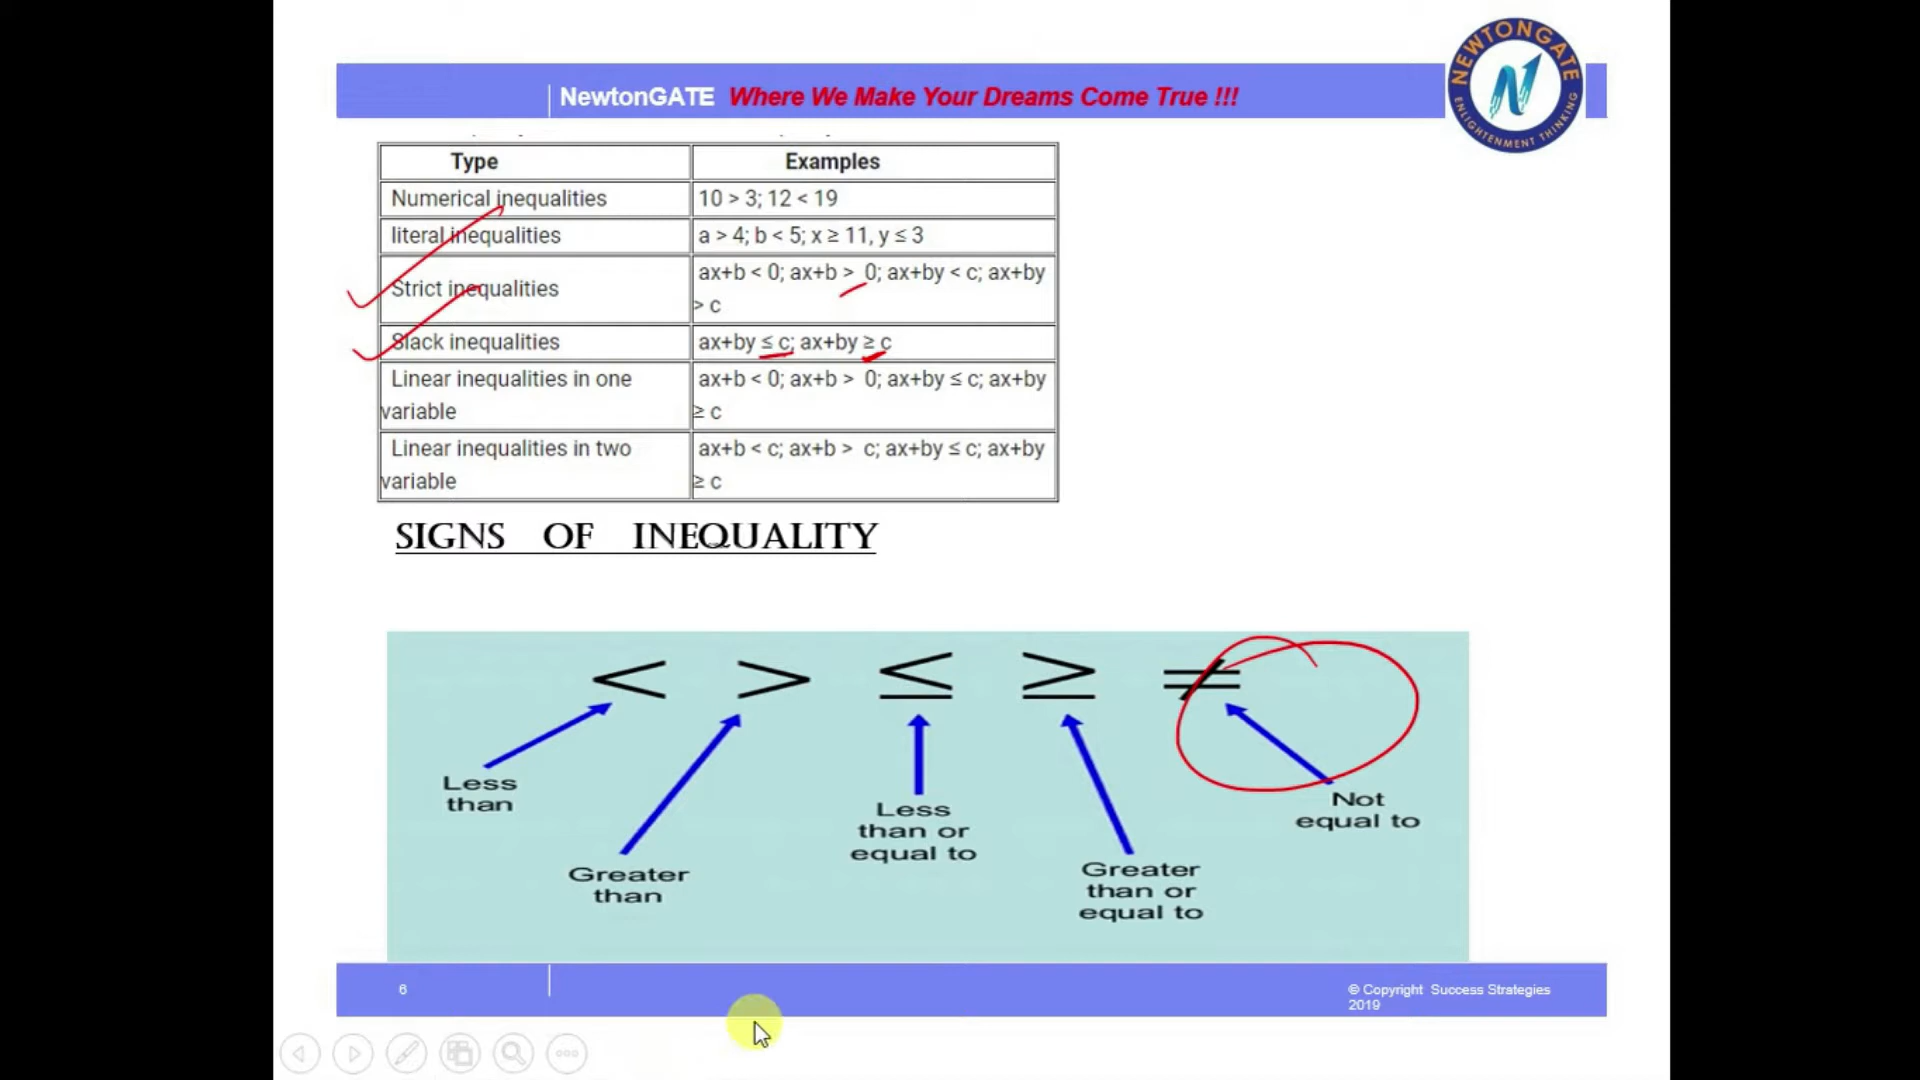 NewtonGATE Where We Make Your Dreams Come True !!!
NEWTONGATE
ENLIGHTENMENT THINKING
Type Examples
Numerical inequalities 10 > 3; 12 < 19
literal inequalities a > 4; b < 5; x ≥ 11, y ≤ 3
Strict inequalities ax+b < 0; ax+b > 0; ax+by < c; ax+by
> c
Slack inequalities ax+by ≤ c; ax+by ≥ c
Linear inequalities in one ax+b < 0; ax+b > 0; ax+by ≤ c; ax+by
variable ≥ c
Linear inequalities in two ax+b < c; ax+b > c; ax+by ≤ c; ax+by
variable ≥ c
SIGNS OF INEQUALITY
< > ≤ ≥ ≠
Less
than
Greater
than
Less
than or
equal to
Greater
than or
equal to
Not
equal to
6
© Copyright Success Strategies
2019